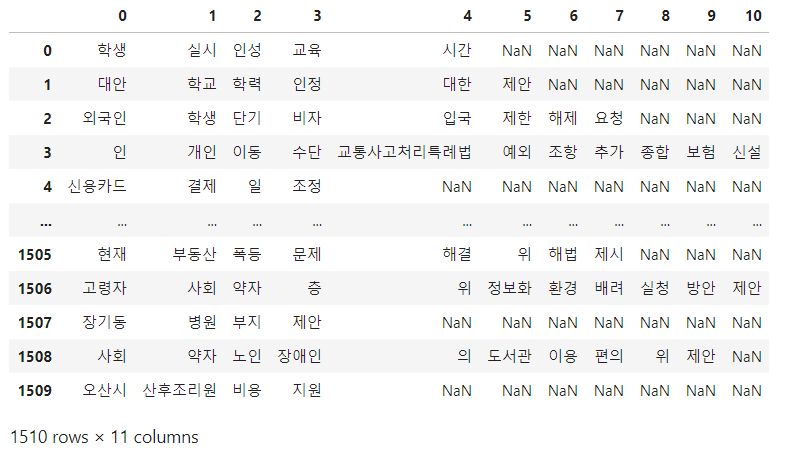 0 1 2 3 4 5 6 7 8 9 10
0 학생 실시 인성 교육 시간 NaN NaN NaN NaN NaN NaN
1 대안 학교 학력 인정 대한 제안 NaN NaN NaN NaN NaN
2 외국인 학생 단기 비자 입국 제한 해제 요청 NaN NaN NaN
3 인 개인 이동 수단 교통사고처리특례법 예외 조항 추가 종합 보험 신설
4 신용카드 결제 일 조정 NaN NaN NaN NaN NaN NaN NaN
... ... ... ... ... ... ... ... ... ... ... ...
1505 현재 부동산 폭등 문제 해결 위 해법 제시 NaN NaN NaN
1506 고령자 사회 약자 층 위 정보화 환경 배려 실청 방안 제안
1507 장기동 병원 부지 제안 NaN NaN NaN NaN NaN NaN NaN
1508 사회 약자 노인 장애인 의 도서관 이용 편의 위 제안 NaN
1509 오산시 산후조리원 비용 지원 NaN NaN NaN NaN NaN NaN NaN
1510 rows × 11 columns